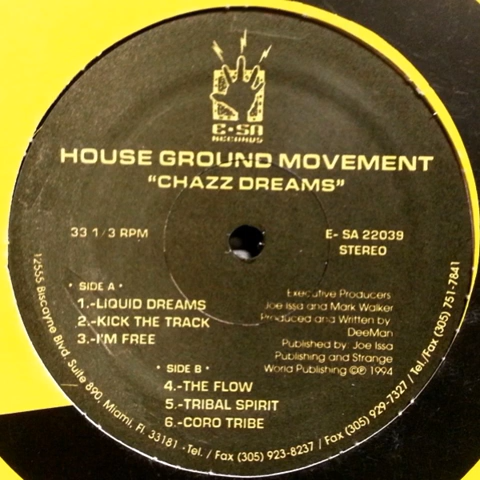 E•SA
RECORDS
HOUSE GROUND MOVEMENT
"CHAZZ DREAMS"
33 1/3 RPM
E- SA 22039
STEREO
• SIDE A •
1.-LIQUID DREAMS
2.-KICK THE TRACK
3.-I'M FREE
Executive Producers
Joe Issa and Mark Walker
Produced and Written by
DeeMan
Published by: Joe Issa
Publishing and Strange
World Publishing ©℗ 1994
• SIDE B •
4.-THE FLOW
5.-TRIBAL SPIRIT
6.-CORO TRIBE
12555 Biscayne Blvd. Suite 890, Miami, Fl. 33181 -Tel. / Fax (305) 923-8237 / Fax (305) 929-7327 / Tel./Fax (305) 751-7841